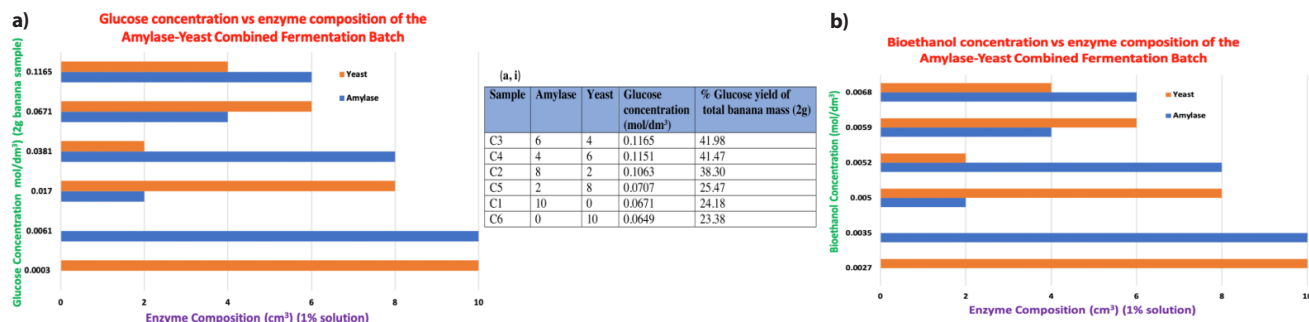 a)
Glucose concentration vs enzyme composition of the
Amylase-Yeast Combined Fermentation Batch
Glucose Concentration mol/dm³) (2g banana sample)
0.1165
0.0671
0.0381
0.017
0.0061
0.0003
Yeast
Amylase
0 2 4 6 8 10
Enzyme Composition (cm³) (1% solution)
(a, i)
Sample Amylase Yeast Glucose concentration (mol/dm³) % Glucose yield of total banana mass (2g)
C3 6 4 0.1165 41.98
C4 4 6 0.1151 41.47
C2 8 2 0.1063 38.30
C5 2 8 0.0707 25.47
C1 10 0 0.0671 24.18
C6 0 10 0.0649 23.38
b)
Bioethanol concentration vs enzyme composition of the
Amylase-Yeast Combined Fermentation Batch
Bioethanol Concentration (mol/dm³)
0.0068
0.0059
0.0052
0.005
0.0035
0.0027
Yeast
Amylase
0 2 4 6 8 10
Enzyme Composition (cm³) (1% solution)